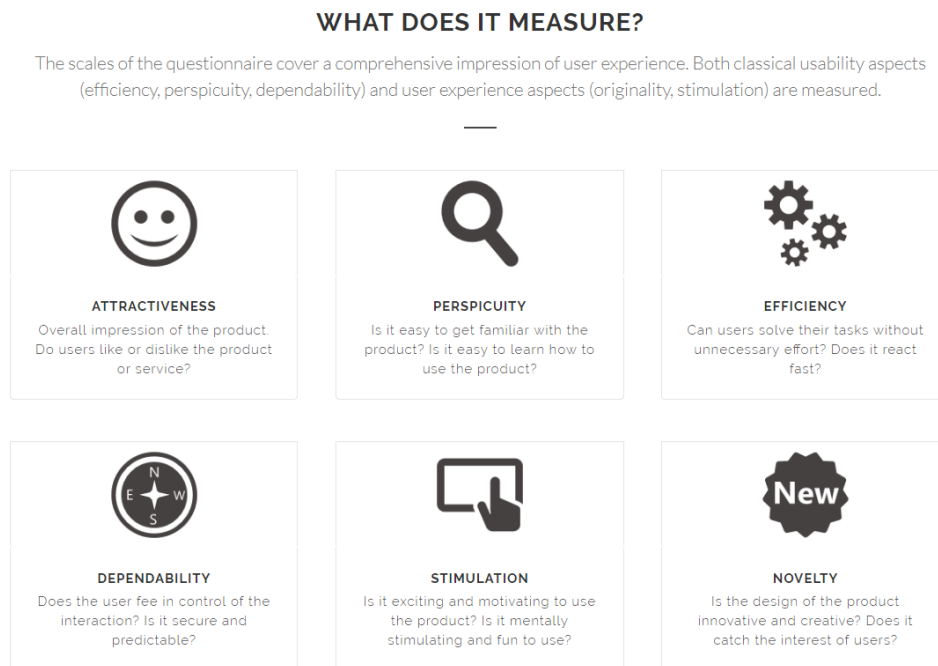 WHAT DOES IT MEASURE?
The scales of the questionnaire cover a comprehensive impression of user experience. Both classical usability aspects
(efficiency, perspicuity, dependability) and user experience aspects (originality, stimulation) are measured.
ATTRACTIVENESS
Overall impression of the product.
Do users like or dislike the product
or service?
PERSPICUITY
Is it easy to get familiar with the
product? Is it easy to learn how to
use the product?
EFFICIENCY
Can users solve their tasks without
unnecessary effort? Does it react
fast?
N
E W
S
DEPENDABILITY
Does the user fee in control of the
interaction? Is it secure and
predictable?
STIMULATION
Is it exciting and motivating to use
the product? Is it mentally
stimulating and fun to use?
New
NOVELTY
Is the design of the product
innovative and creative? Does it
catch the interest of users?